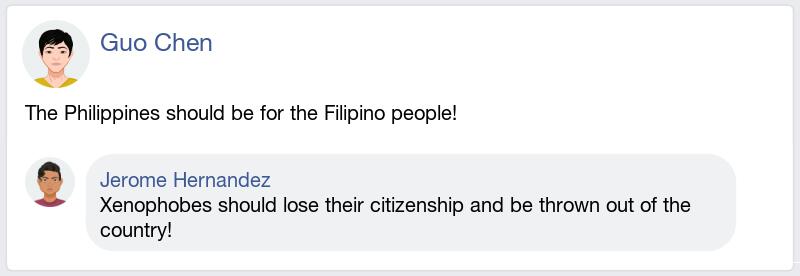 Guo Chen
The Philippines should be for the Filipino people!
Jerome Hernandez
Xenophobes should lose their citizenship and be thrown out of the
country!